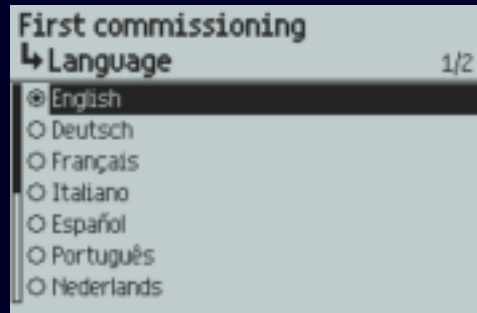 First commissioning
↳ Language 1/2
English
Deutsch
Français
Italiano
Español
Português
Nederlands